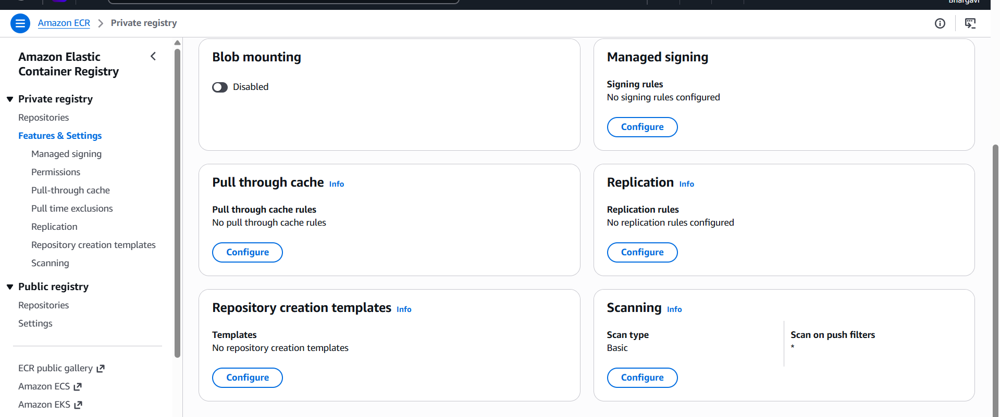 Bhargavi
Amazon ECR
Private registry
Amazon Elastic
Container Registry
Private registry
Repositories
Features & Settings
Managed signing
Permissions
Pull-through cache
Pull time exclusions
Replication
Repository creation templates
Scanning
Public registry
Repositories
Settings
ECR public gallery
Amazon ECS
Amazon EKS
Blob mounting
Disabled
Managed signing
Signing rules
No signing rules configured
Configure
Pull through cache Info
Pull through cache rules
No pull through cache rules
Configure
Replication Info
Replication rules
No replication rules configured
Configure
Repository creation templates Info
Templates
No repository creation templates
Configure
Scanning Info
Scan type
Basic
Scan on push filters
*
Configure